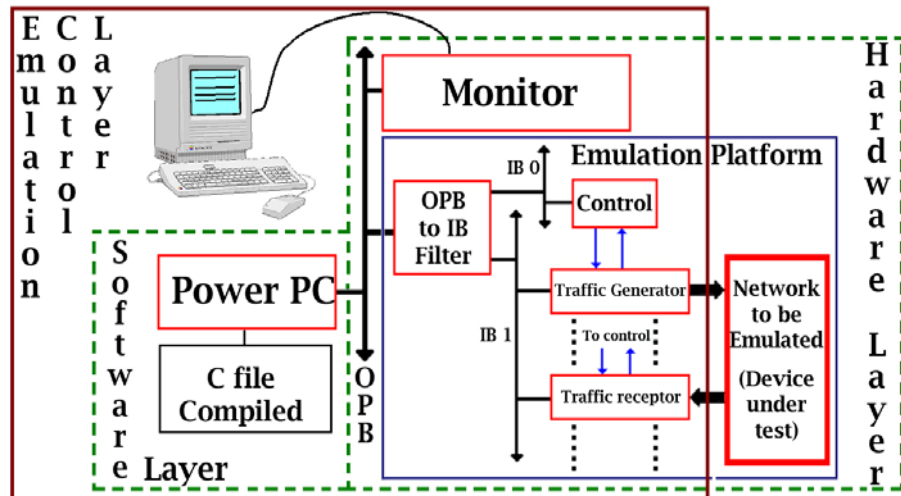 Emulation
Control
Layer
Hardware Layer
Monitor
Emulation Platform
IB 0
OPB
to IB
Filter
Control
Software
Layer
Power PC
Traffic Generator
Network
to be
Emulated
(Device
under
test)
IB 1
To control
C file
Compiled
OPB
Traffic receptor